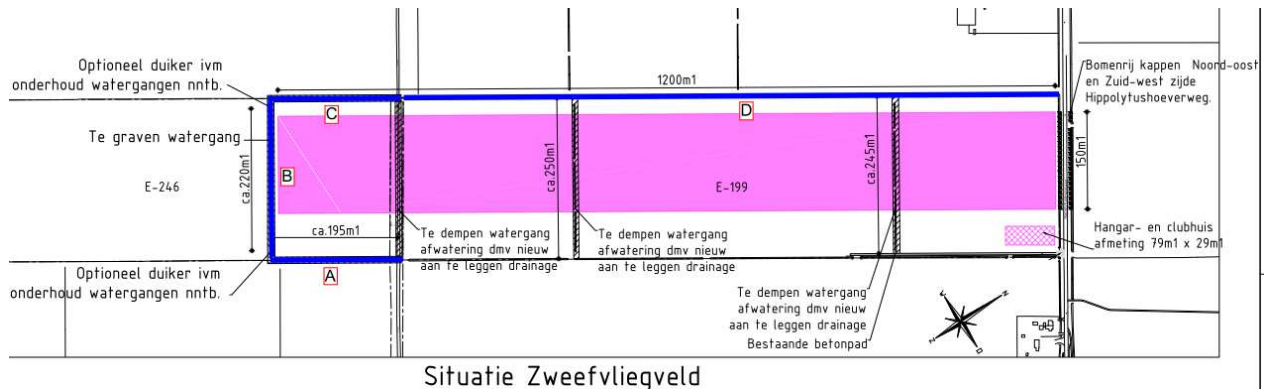 Optioneel duiker ivm
onderhoud watergangen nntb.
Te graven watergang
E-246
ca.220m1
B
C
ca.195m1
A
Optioneel duiker ivm
onderhoud watergangen nntb.
1200m1
D
ca.250m1
E-199
ca.245m1
150m1
Bomenrij kappen Noord-oost
en Zuid-west zijde
Hippolytushoeverweg.
Te dempen watergang
afwatering dmv nieuw
aan te leggen drainage
Te dempen watergang
afwatering dmv nieuw
aan te leggen drainage
Te dempen watergang
afwatering dmv nieuw
aan te leggen drainage
Bestaande betonpad
Hangar- en clubhuis
afmeting 79m1 x 29m1
Situatie Zweefvliegveld